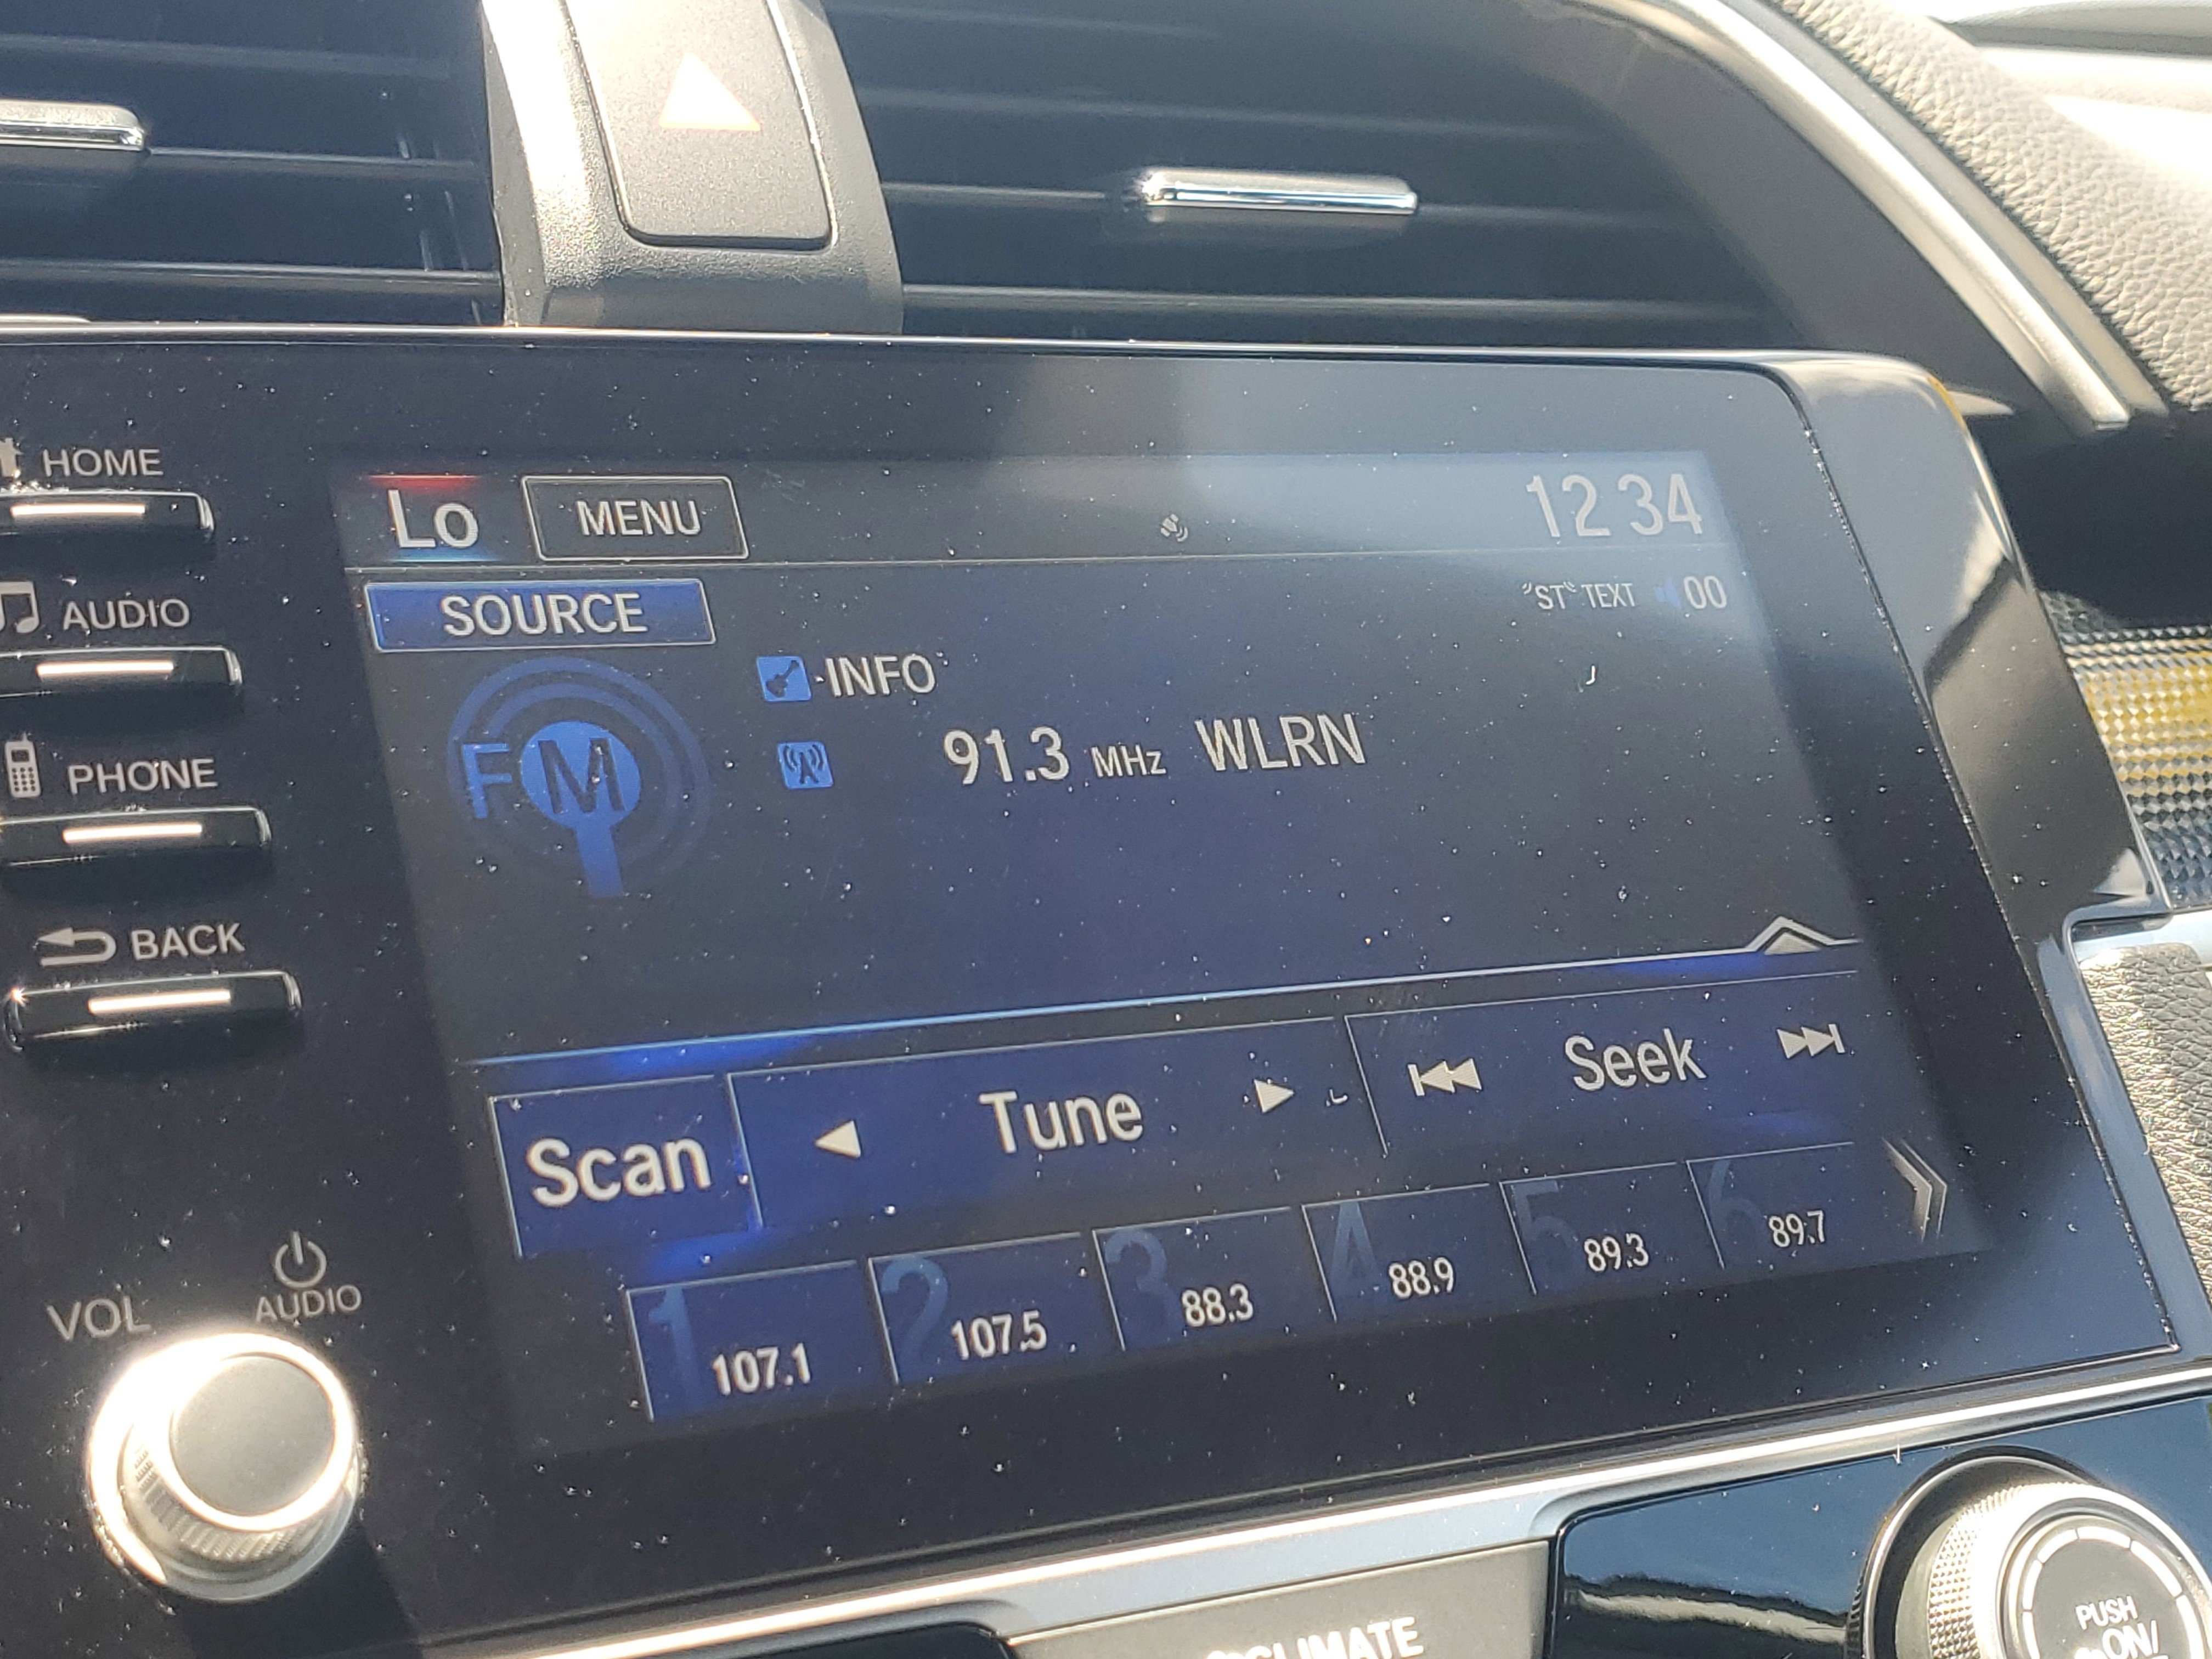 HOME
Lo MENU 12 34
SOURCE "ST" TEXT 00
AUDIO
INFO
FM 91.3 MHz WLRN
PHONE
BACK
Scan Tune Seek
1 107.1 2 107.5 3 88.3 4 88.9 5 89.3 6 89.7
VOL AUDIO
CLIMATE
PUSH
ON/